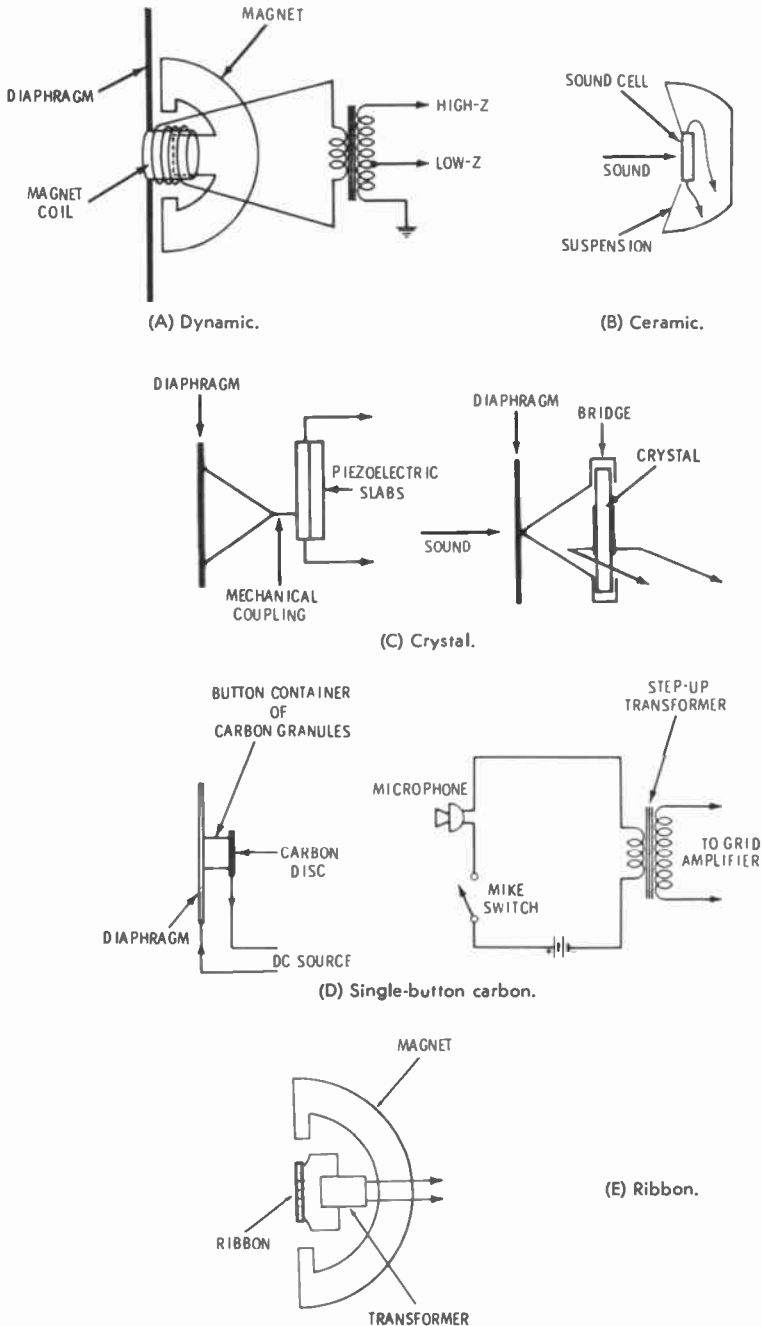 MAGNET
DIAPHRAGM
MAGNET
COIL
HIGH-Z
LOW-Z
(A) Dynamic.
SOUND CELL
SOUND
SUSPENSION
(B) Ceramic.
DIAPHRAGM
PIEZOELECTRIC
SLABS
MECHANICAL
COUPLING
DIAPHRAGM
BRIDGE
CRYSTAL
SOUND
(C) Crystal.
BUTTON CONTAINER
OF
CARBON GRANULES
CARBON
DISC
DIAPHRAGM
DC SOURCE
STEP-UP
TRANSFORMER
MICROPHONE
MIKE
SWITCH
TO GRID
AMPLIFIER
(D) Single-button carbon.
MAGNET
RIBBON
TRANSFORMER
(E) Ribbon.